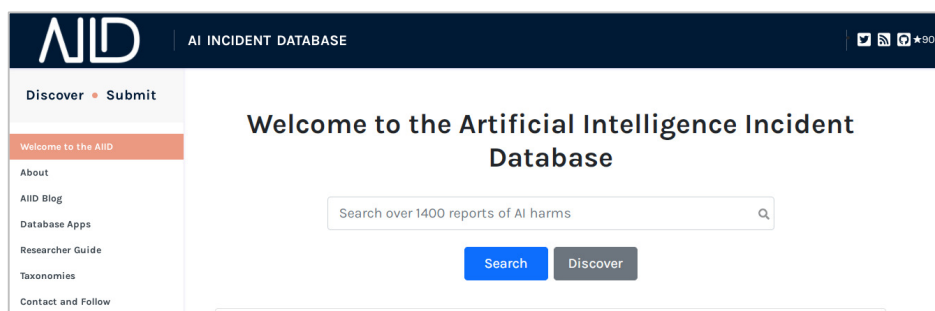 AIID
AI INCIDENT DATABASE
★90
Discover • Submit
Welcome to the AIID
About
AIID Blog
Database Apps
Researcher Guide
Taxonomies
Contact and Follow
Welcome to the Artificial Intelligence Incident
Database
Search over 1400 reports of AI harms
Search
Discover